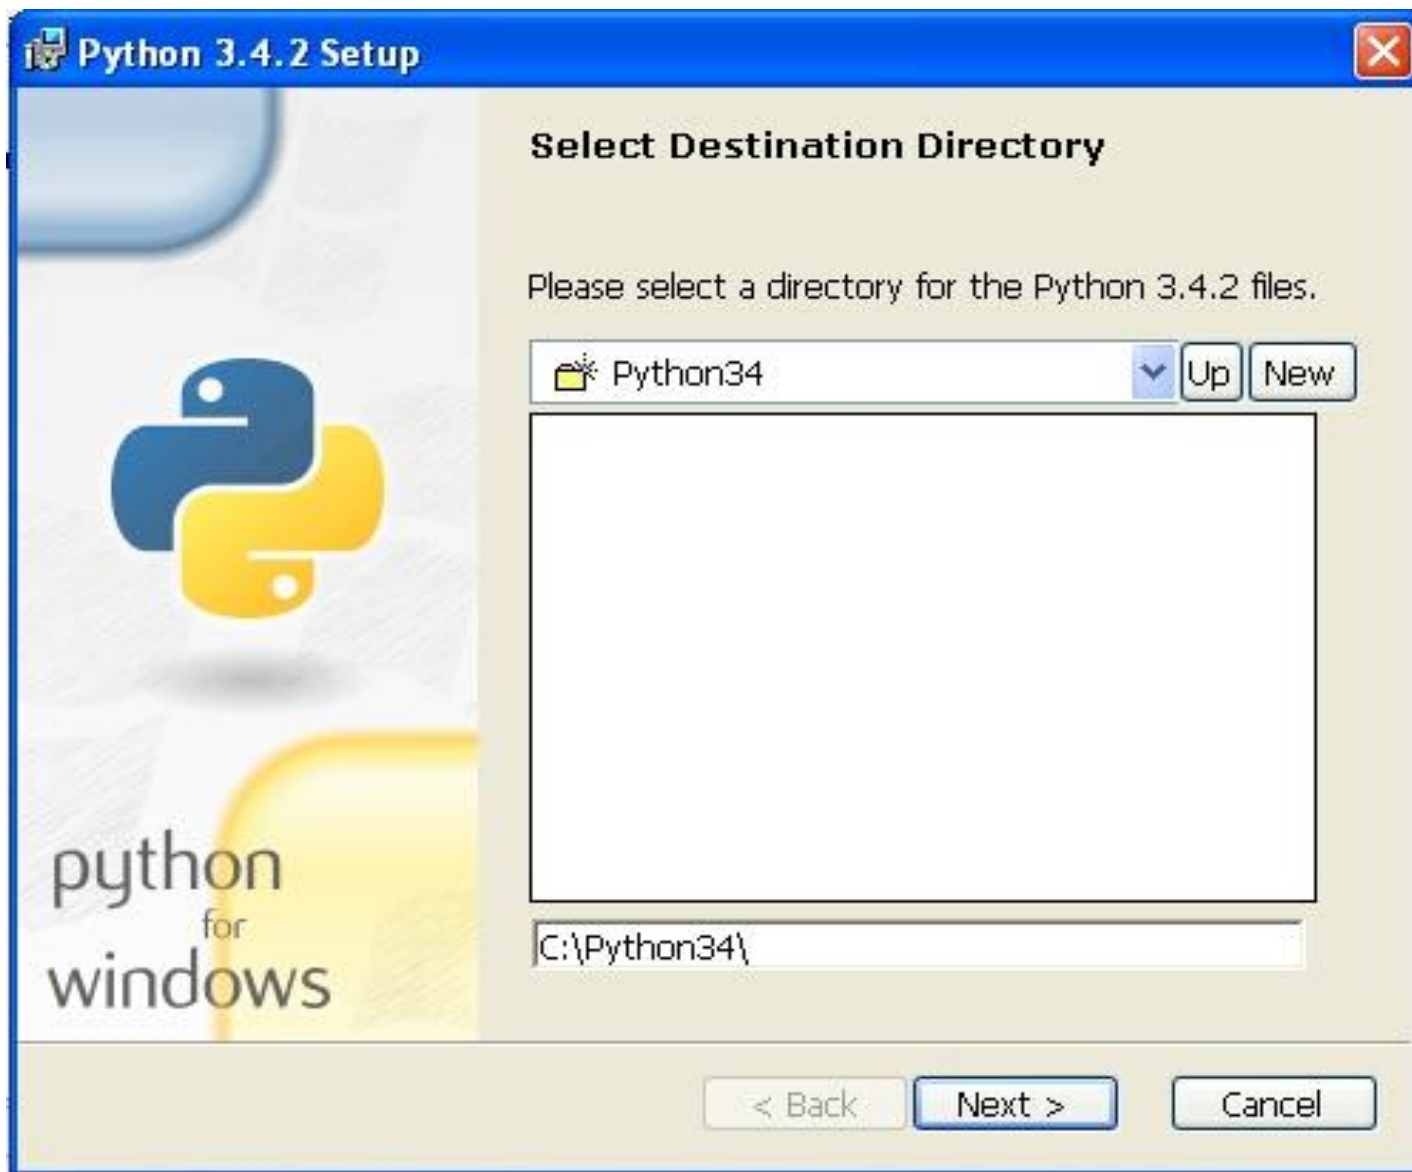 Python 3.4.2 Setup
Select Destination Directory
Please select a directory for the Python 3.4.2 files.
Python34
Up
New
C:\Python34\
python
for
windows
< Back
Next >
Cancel